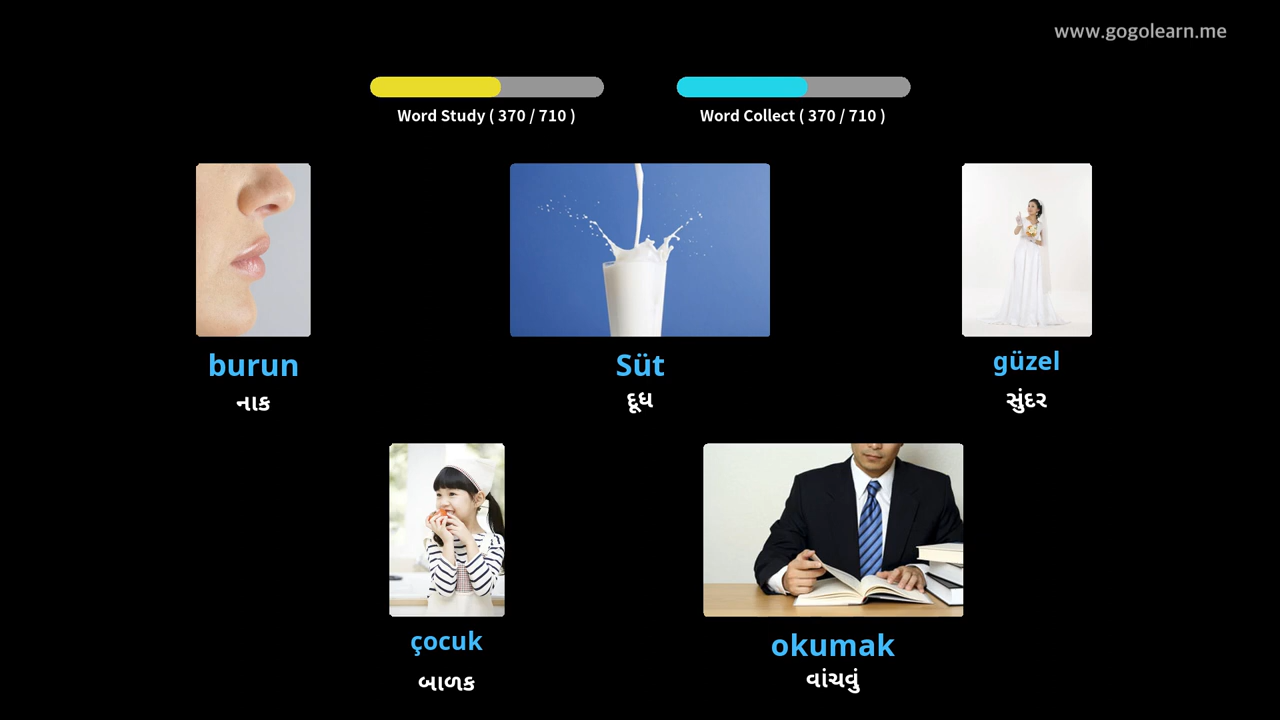 www.gogolearn.me
Word Study ( 370 / 710 )
Word Collect ( 370 / 710 )
burun
નાક
Süt
દૂધ
güzel
સુંદર
çocuk
બાળક
okumak
વાંચવું